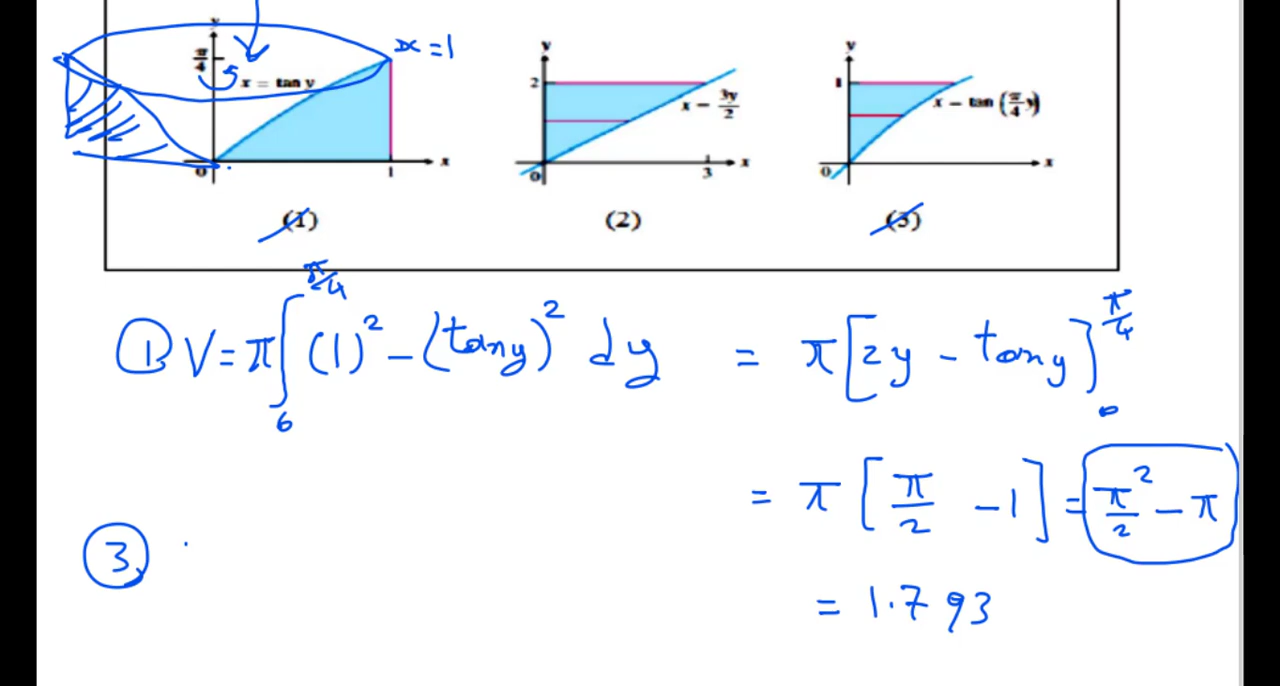 y y y
x = 1
π/4 2 1
x = tan y x = 3y/2 x = tan (π/4 y)
0 1 x 0 3 x 0 x
(1) (2) (3)
① V = π ∫₀^(π/4) (1)² - (tan y)² dy = π [2y - tan y]₀^(π/4)
= π [π/2 - 1] = π²/2 - π
③
= 1.793